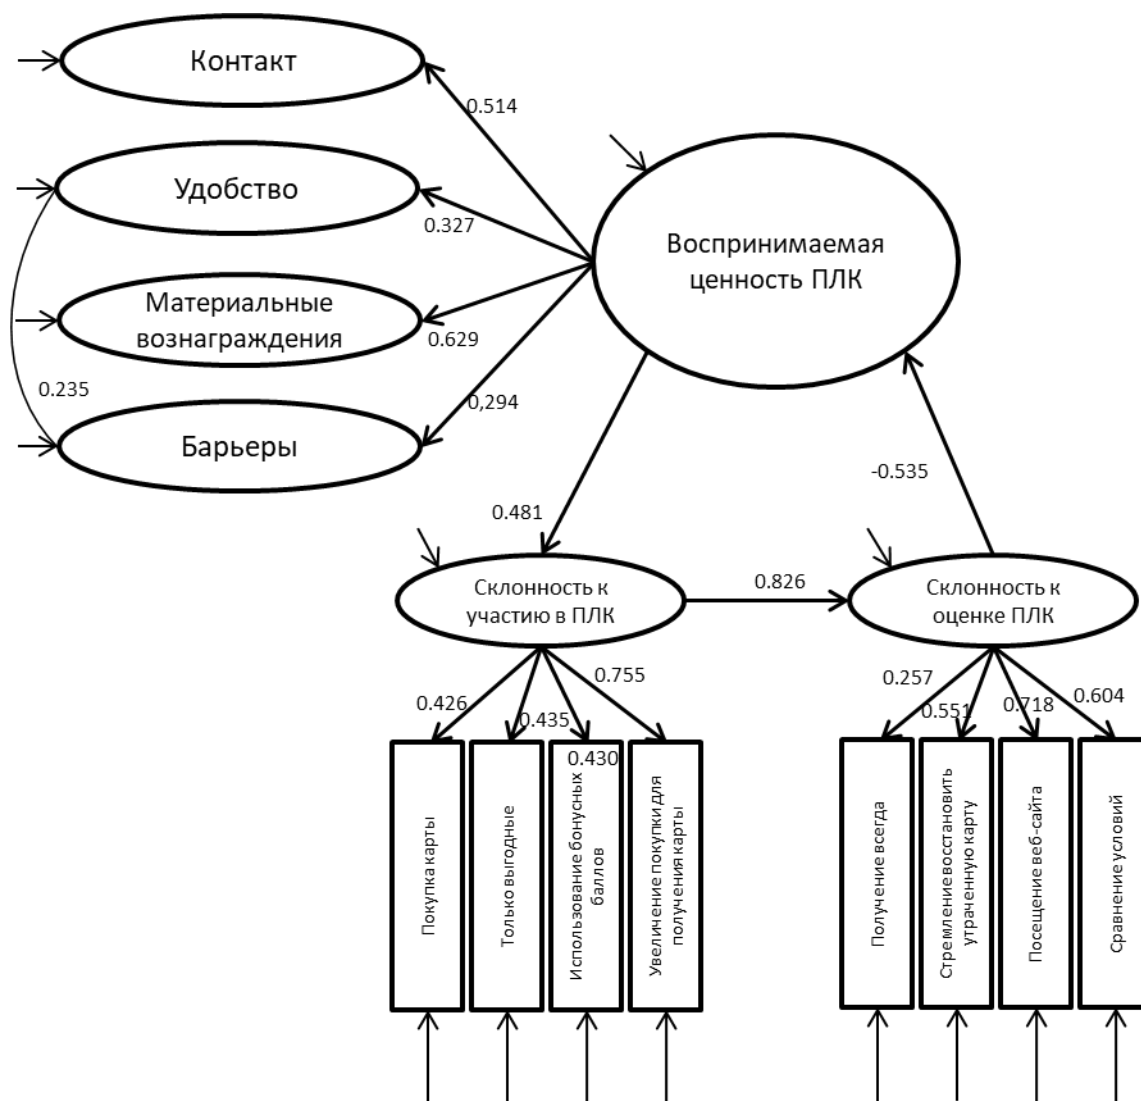 Контакт
0.514
Удобство
0.327
Воспринимаемая
ценность ПЛК
Материальные
вознаграждения
0.629
0.235
0,294
Барьеры
-0.535
0.481
Склонность к
участию в ПЛК
0.826
Склонность к
оценке ПЛК
0.426
0.435
0.430
0.755
0.257
0.551
0.718
0.604
Покупка карты
Только выгодные
Использование бонусных
баллов
Увеличение покупки для
получения карты
Получение всегда
Стремление восстановить
утраченную карту
Посещение веб-сайта
Сравнение условий